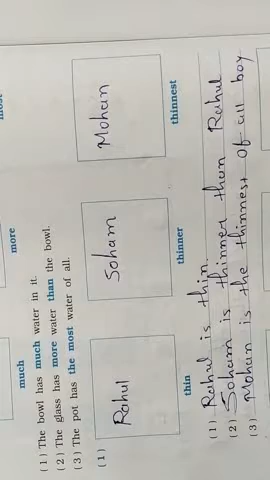 more
most
much
(1) The bowl has much water in it.
(2) The glass has more water than the bowl.
(3) The pot has the most water of all.
(1)
Rahul
Soham
Mohan
thin
thinner
thinnest
(1) Rahul is thin.
(2) Soham is thinner than Rahul
(3) Mohan is the thinnest of all boy